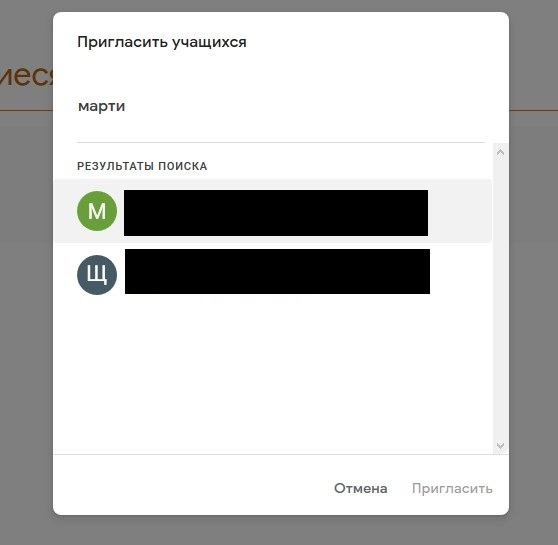 Пригласить учащихся
иеся
марти
РЕЗУЛЬТАТЫ ПОИСКА
М
Щ
Отмена Пригласить